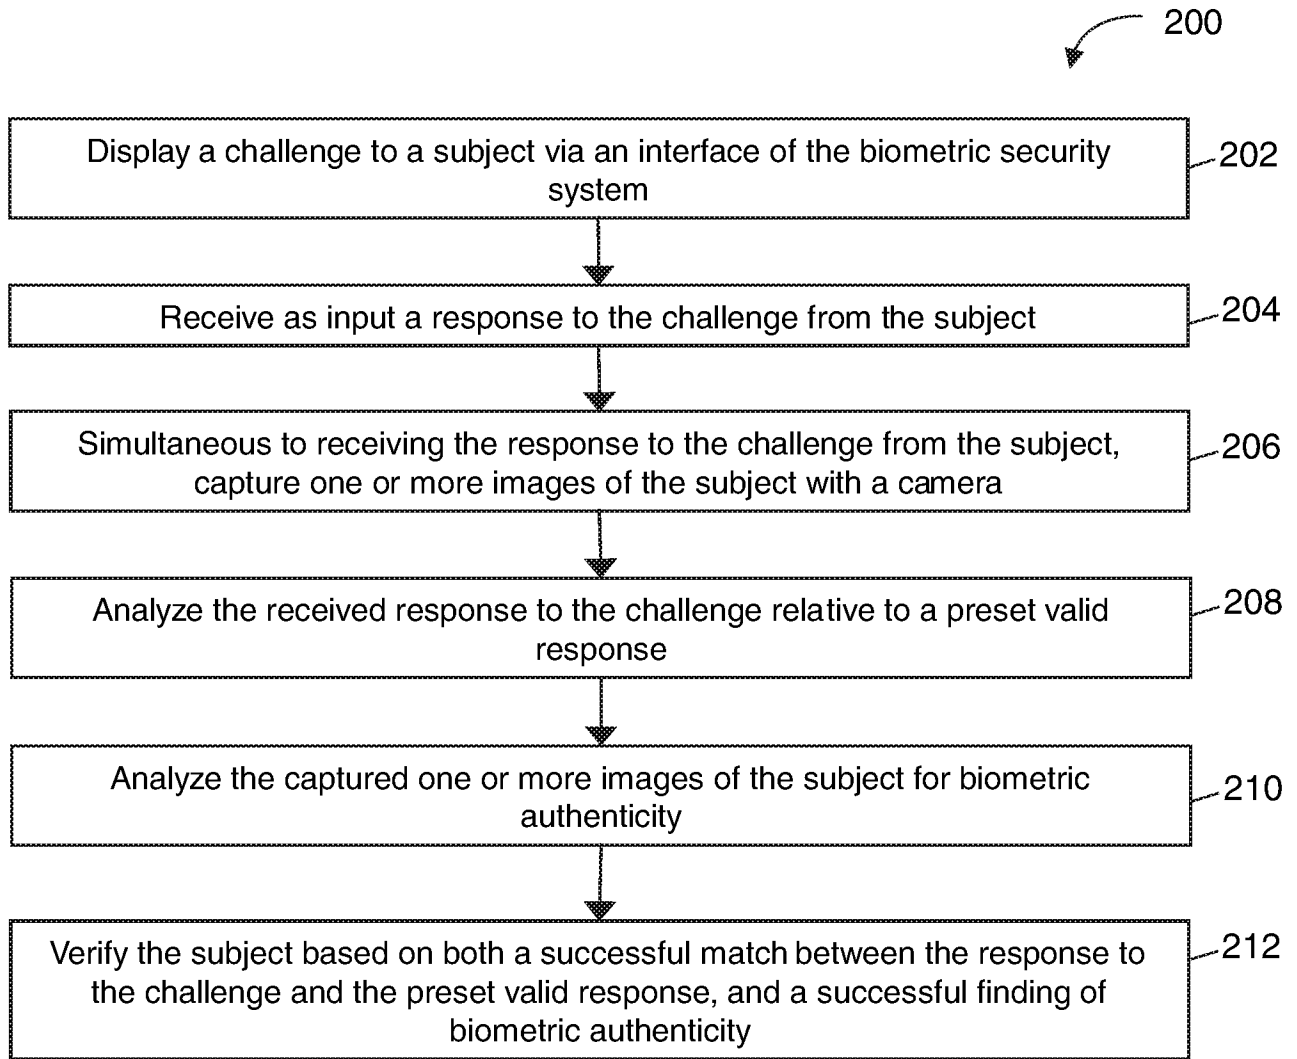 200
Display a challenge to a subject via an interface of the biometric security
system
202
Receive as input a response to the challenge from the subject
204
Simultaneous to receiving the response to the challenge from the subject,
capture one or more images of the subject with a camera
206
Analyze the received response to the challenge relative to a preset valid
response
208
Analyze the captured one or more images of the subject for biometric
authenticity
210
Verify the subject based on both a successful match between the response to
the challenge and the preset valid response, and a successful finding of
biometric authenticity
212